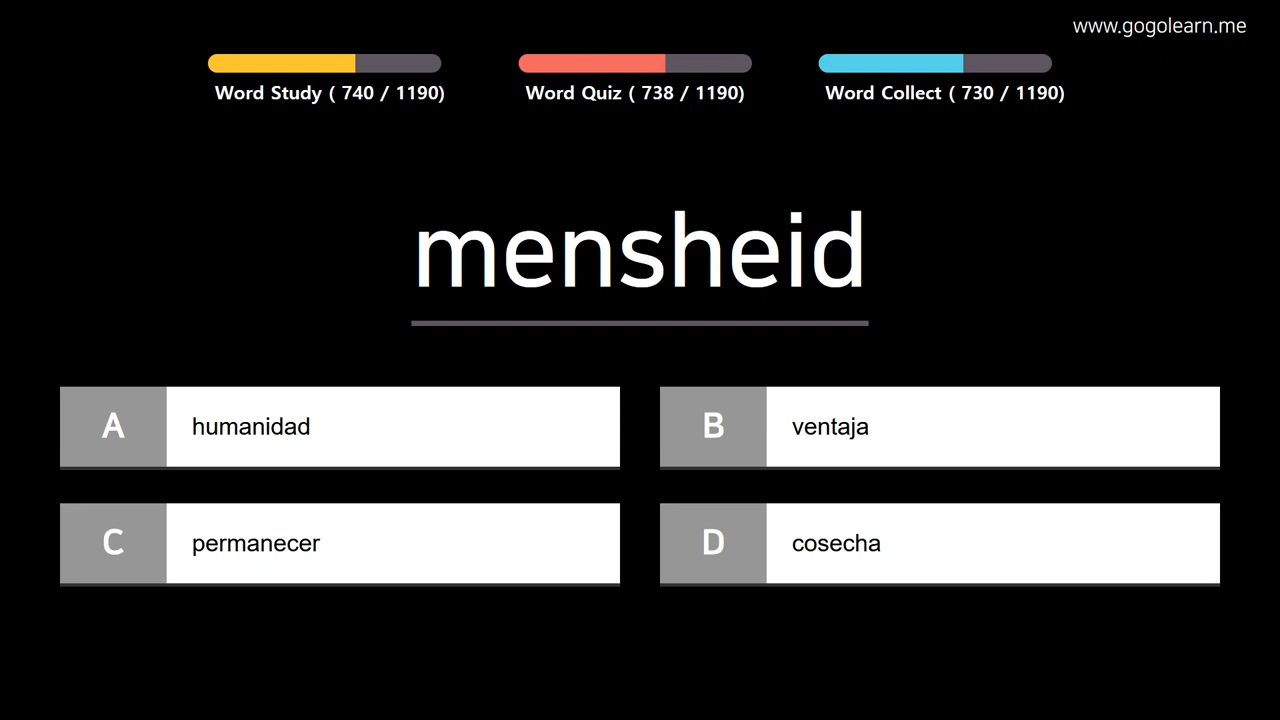 www.gogolearn.me
Word Study ( 740 / 1190)
Word Quiz ( 738 / 1190)
Word Collect ( 730 / 1190)
mensheid
A humanidad
B ventaja
C permanecer
D cosecha